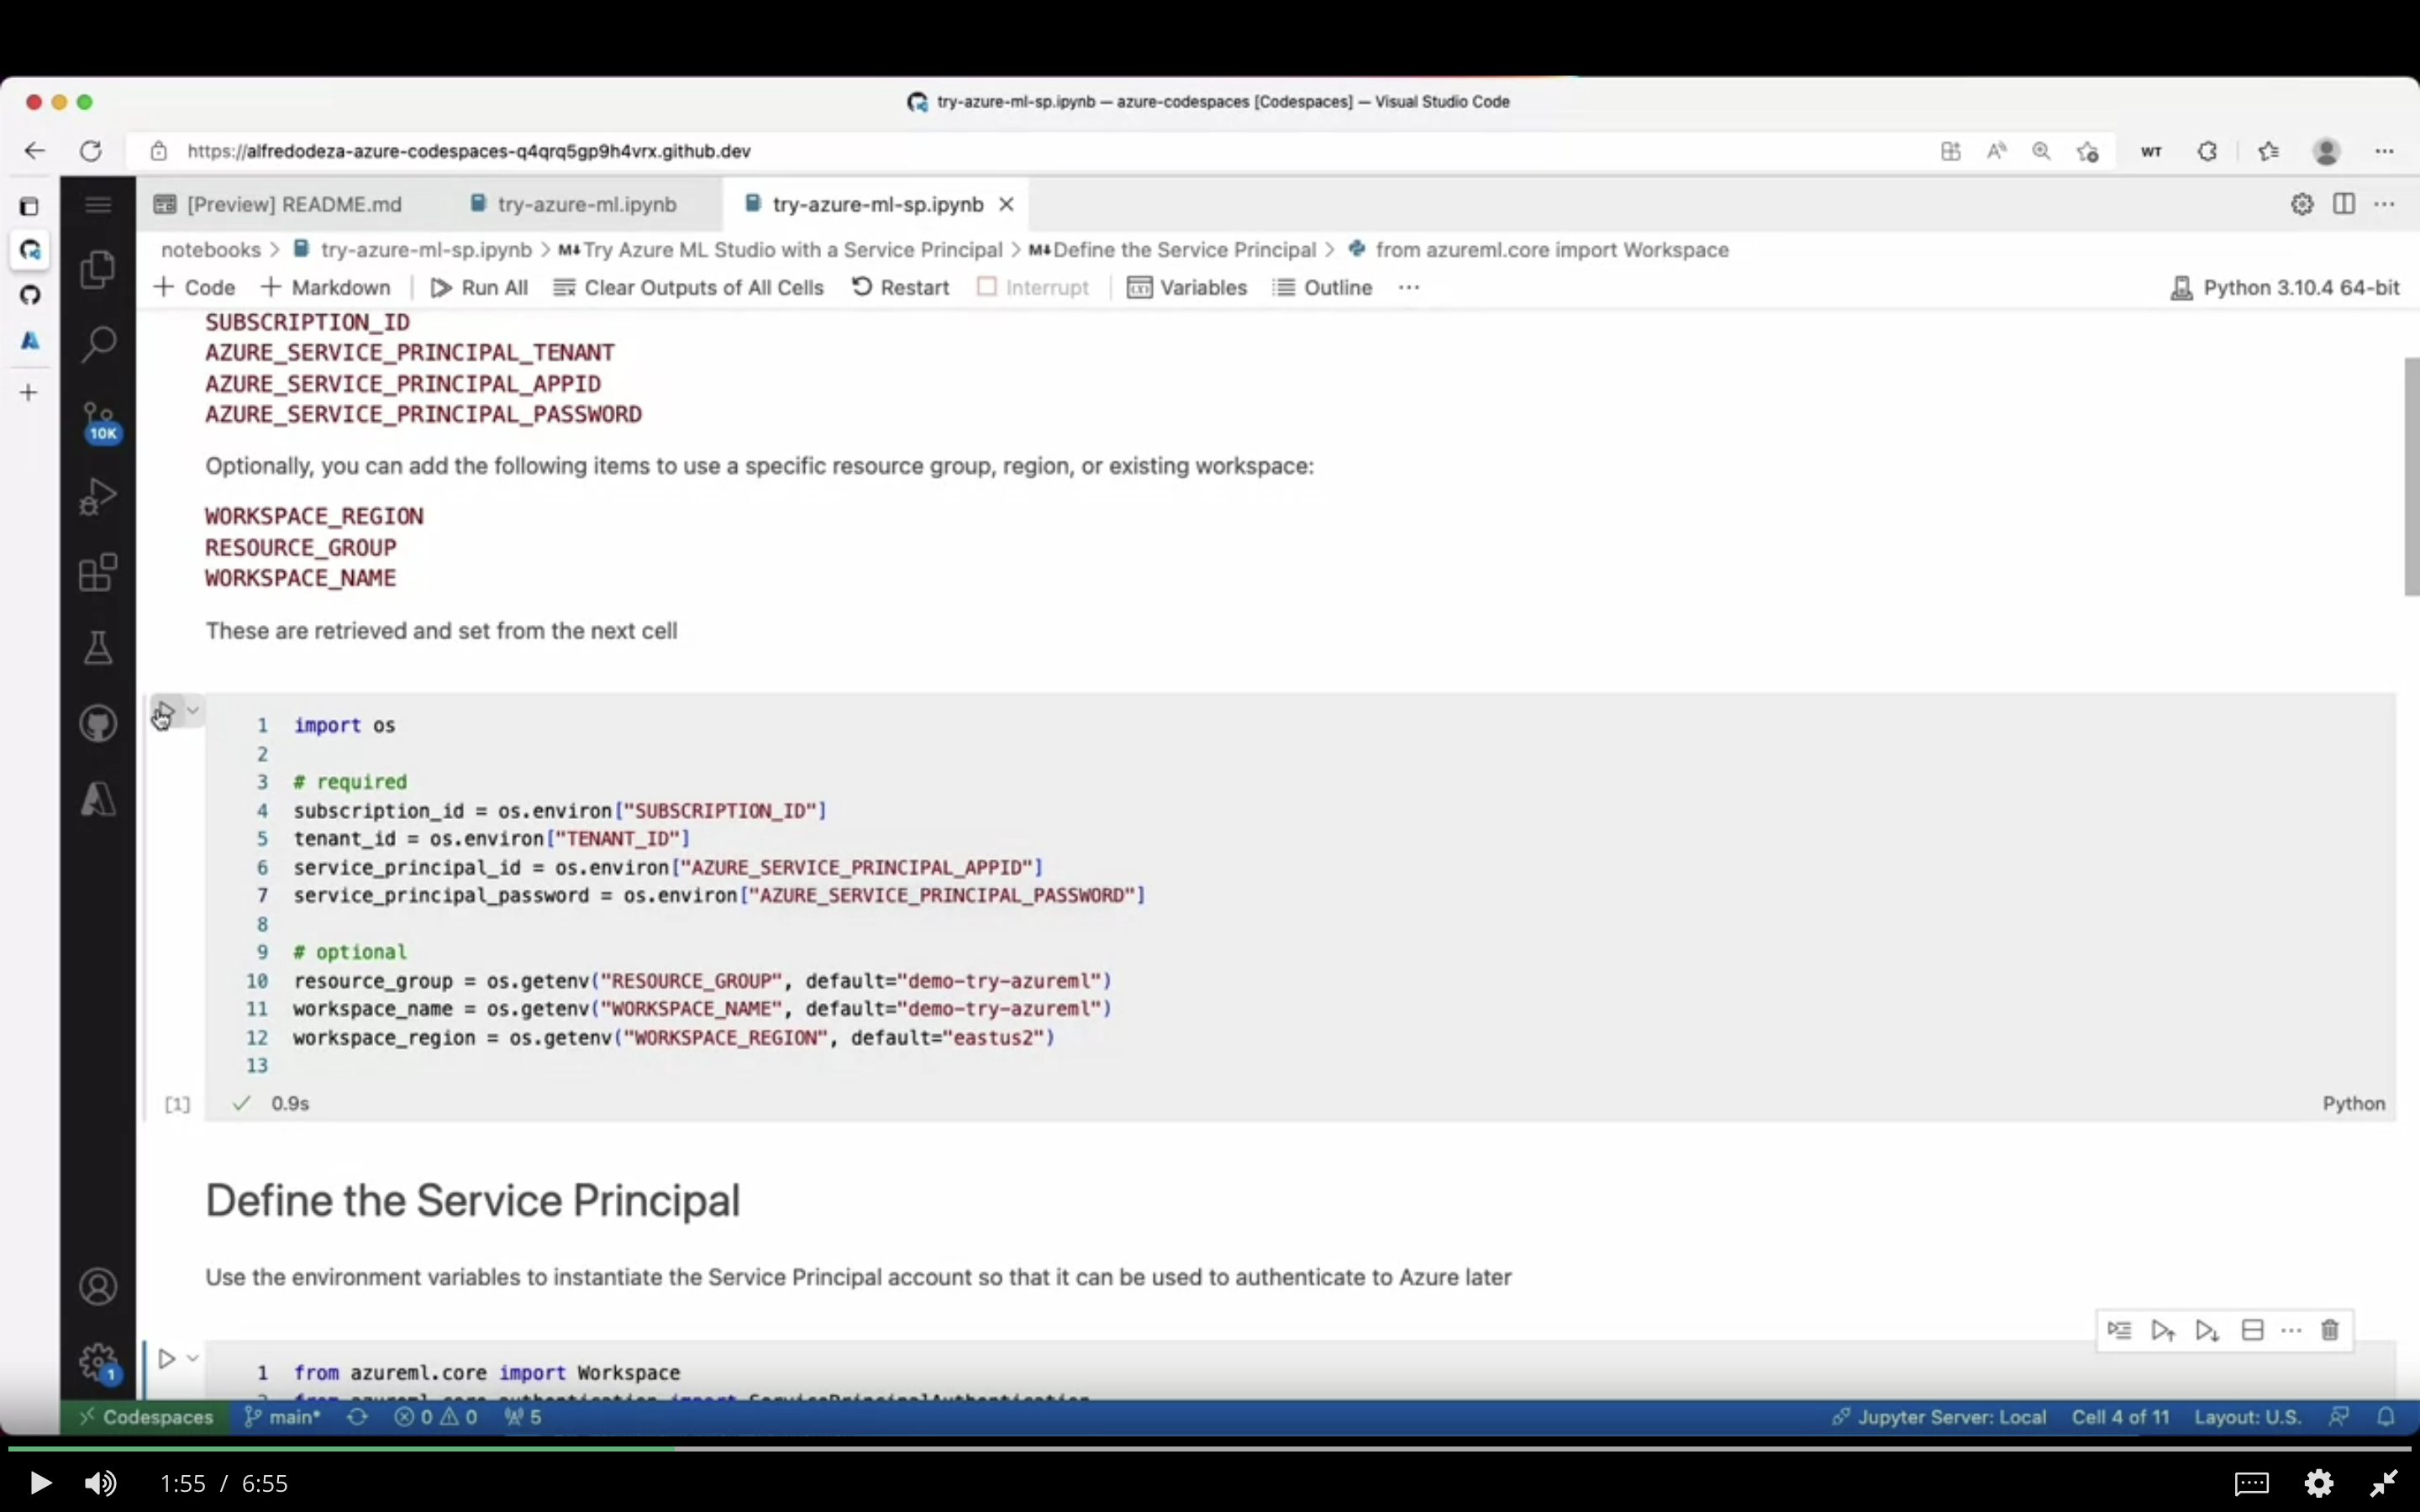 try-azure-ml-sp.ipynb — azure-codespaces [Codespaces] — Visual Studio Code
https://alfredodeza-azure-codespaces-q4qrq5gp9h4vrx.github.dev
WT
[Preview] README.md
try-azure-ml.ipynb
try-azure-ml-sp.ipynb
notebooks > try-azure-ml-sp.ipynb > M↓Try Azure ML Studio with a Service Principal > M↓Define the Service Principal > from azureml.core import Workspace
+ Code + Markdown Run All Clear Outputs of All Cells Restart Interrupt Variables Outline ··· Python 3.10.4 64-bit
SUBSCRIPTION_ID
AZURE_SERVICE_PRINCIPAL_TENANT
AZURE_SERVICE_PRINCIPAL_APPID
AZURE_SERVICE_PRINCIPAL_PASSWORD
10K
Optionally, you can add the following items to use a specific resource group, region, or existing workspace:
WORKSPACE_REGION
RESOURCE_GROUP
WORKSPACE_NAME
These are retrieved and set from the next cell
1 import os
2
3 # required
4 subscription_id = os.environ["SUBSCRIPTION_ID"]
5 tenant_id = os.environ["TENANT_ID"]
6 service_principal_id = os.environ["AZURE_SERVICE_PRINCIPAL_APPID"]
7 service_principal_password = os.environ["AZURE_SERVICE_PRINCIPAL_PASSWORD"]
8
9 # optional
10 resource_group = os.getenv("RESOURCE_GROUP", default="demo-try-azureml")
11 workspace_name = os.getenv("WORKSPACE_NAME", default="demo-try-azureml")
12 workspace_region = os.getenv("WORKSPACE_REGION", default="eastus2")
13
[1] ✓ 0.9s Python
Define the Service Principal
Use the environment variables to instantiate the Service Principal account so that it can be used to authenticate to Azure later
1 from azureml.core import Workspace
2 from azureml.core.authentication import ServicePrincipalAuthentication
1
Codespaces main* 0 0 5 Jupyter Server: Local Cell 4 of 11 Layout: U.S.
1:55 / 6:55